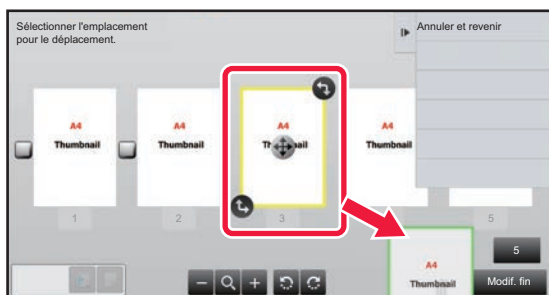 Sélectionner l'emplacement
pour le déplacement.
Annuler et revenir
A4
Thumbnail
A4
Thumbnail
A4
Thumbnail
A4
Thumbnail
1
2
3
5
A4
Thumbnail
5
Modif. fin